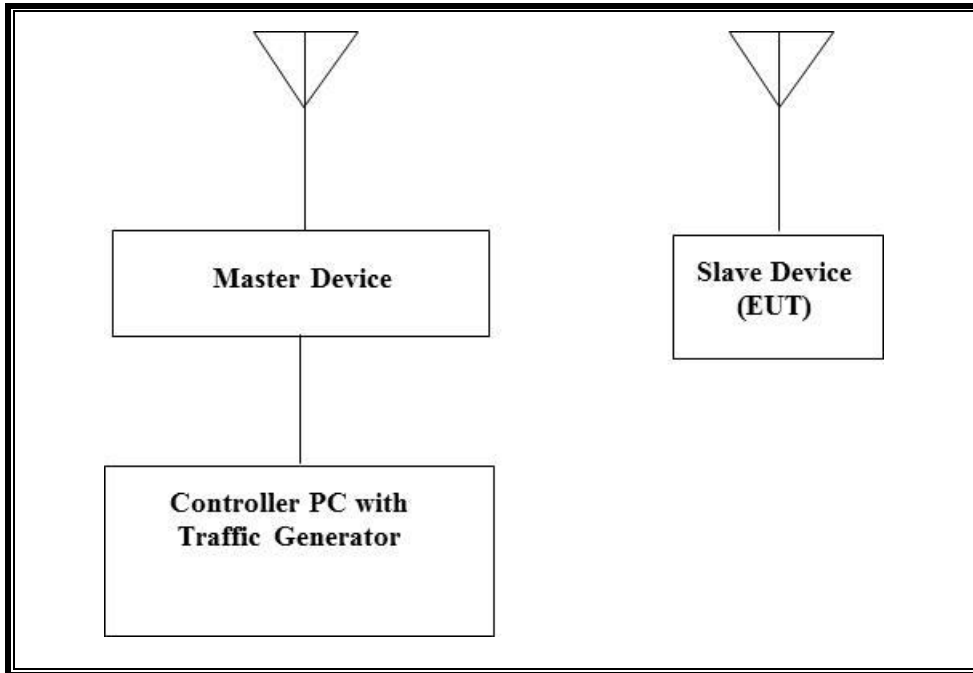 Master Device
Slave Device
(EUT)
Controller PC with
Traffic Generator